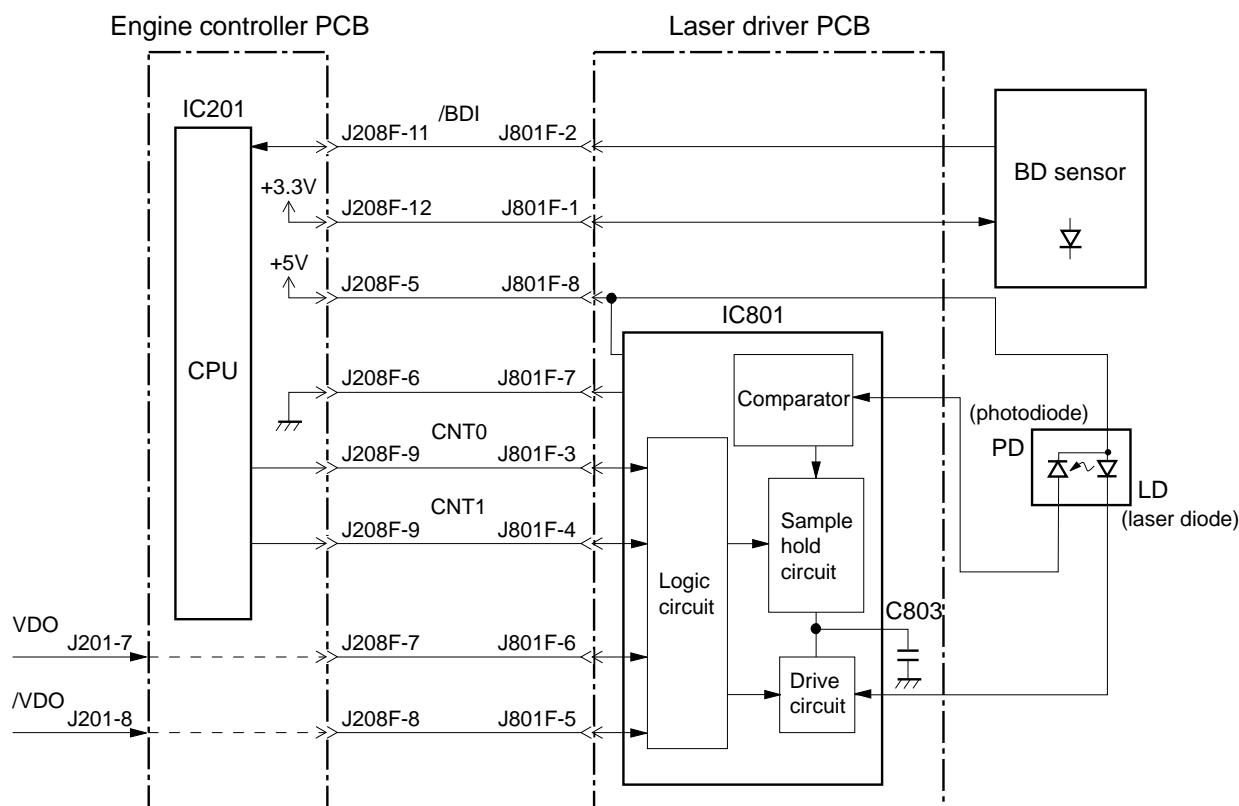 Engine controller PCB
Laser driver PCB
IC201
/BDI
J208F-11
J801F-2
BD sensor
+3.3V
J208F-12
J801F-1
+5V
J208F-5
J801F-8
IC801
CPU
J208F-6
J801F-7
Comparator
(photodiode)
PD
CNT0
J208F-9
J801F-3
LD
(laser diode)
CNT1
J208F-9
J801F-4
Sample
hold
circuit
Logic
circuit
C803
VDO
J201-7
J208F-7
J801F-6
Drive
circuit
/VDO
J201-8
J208F-8
J801F-5